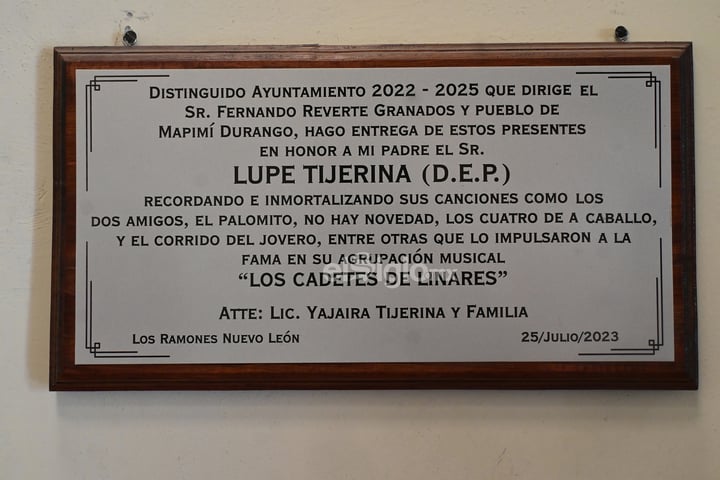 DISTINGUIDO AYUNTAMIENTO 2022 - 2025 QUE DIRIGE EL
SR. FERNANDO REVERTE GRANADOS Y PUEBLO DE
MAPIMÍ DURANGO, HAGO ENTREGA DE ESTOS PRESENTES
EN HONOR A MI PADRE EL SR.
LUPE TIJERINA (D.E.P.)
RECORDANDO E INMORTALIZANDO SUS CANCIONES COMO LOS
DOS AMIGOS, EL PALOMITO, NO HAY NOVEDAD, LOS CUATRO DE A CABALLO,
Y EL CORRIDO DEL JOVERO, ENTRE OTRAS QUE LO IMPULSARON A LA
FAMA EN SU AGRUPACIÓN MUSICAL
elSiglo.mx
“LOS CADETES DE LINARES”
ATTE: LIC. YAJAIRA TIJERINA Y FAMILIA
LOS RAMONES NUEVO LEÓN 25/JULIO/2023